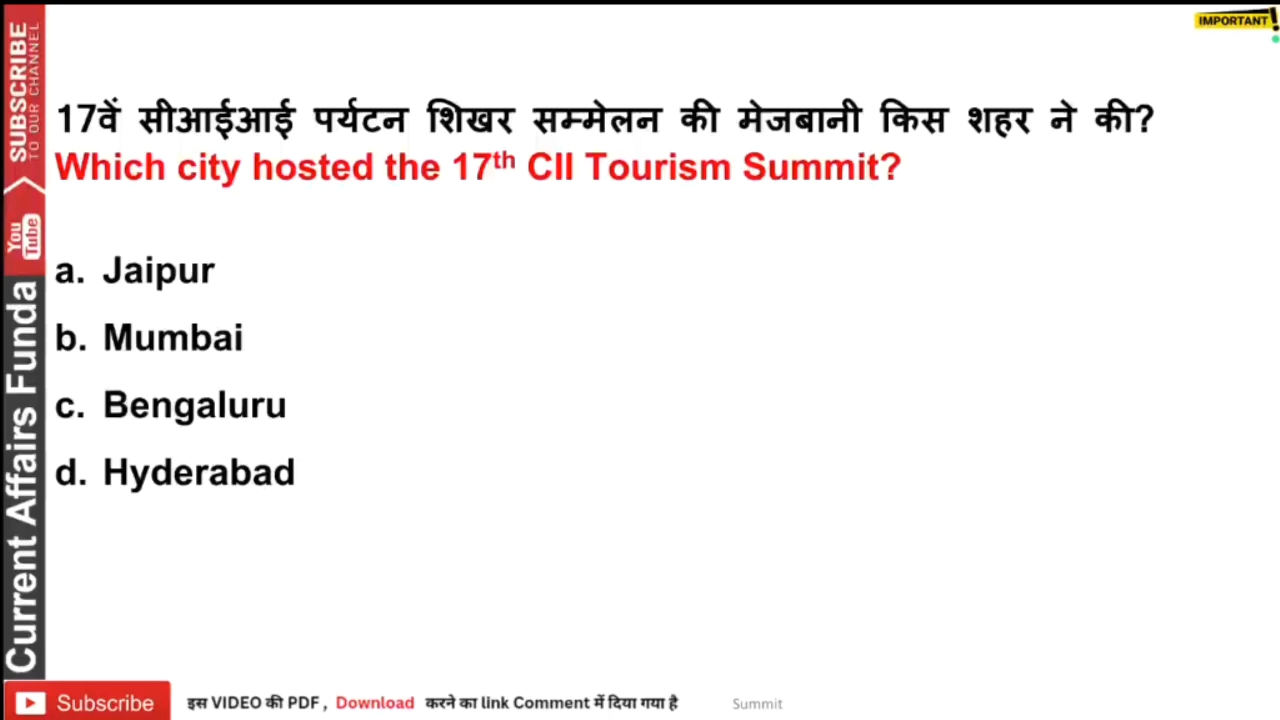 IMPORTANT!
SUBSCRIBE
TO OUR CHANNEL
You
Tube
Current Affairs Funda
17वें सीआईआई पर्यटन शिखर सम्मेलन की मेजबानी किस शहर ने की?
Which city hosted the 17th CII Tourism Summit?
a. Jaipur
b. Mumbai
c. Bengaluru
d. Hyderabad
Subscribe
इस VIDEO की PDF , Download करने का link Comment में दिया गया है
Summit